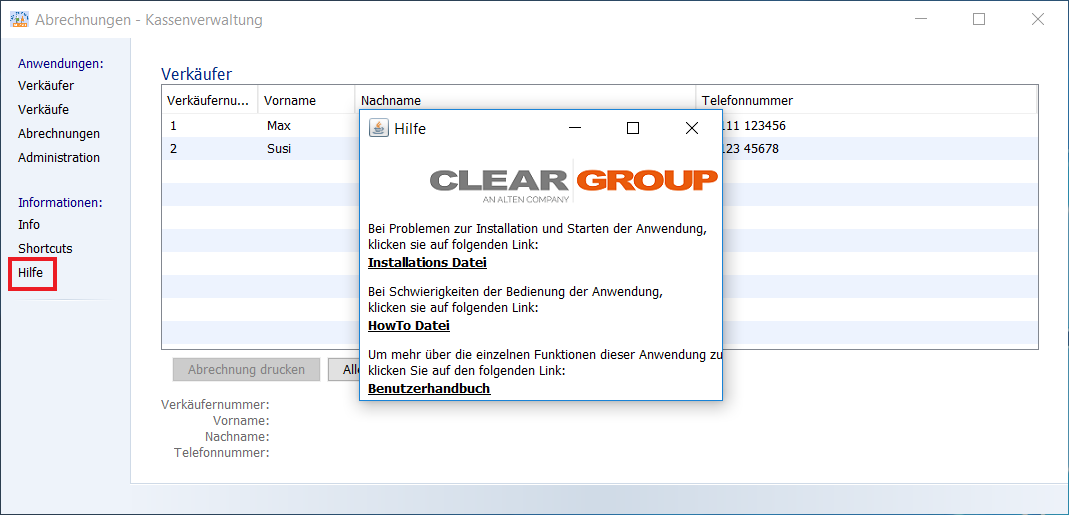 Abrechnungen - Kassenverwaltung
Anwendungen:
Verkäufer
Verkäufe
Abrechnungen
Administration
Informationen:
Info
Shortcuts
Hilfe
Verkäufer
Verkäufernu... Vorname Nachname Telefonnummer
1 Max 111 123456
2 Susi 123 45678
Abrechnung drucken
Verkäufernummer:
Vorname:
Nachname:
Telefonnummer:
Hilfe
CLEAR GROUP
AN ALTEN COMPANY
Bei Problemen zur Installation und Starten der Anwendung,
klicken sie auf folgenden Link:
Installations Datei
Bei Schwierigkeiten der Bedienung der Anwendung,
klicken sie auf folgenden Link:
HowTo Datei
Um mehr über die einzelnen Funktionen dieser Anwendung zu
klicken Sie auf den folgenden Link:
Benutzerhandbuch